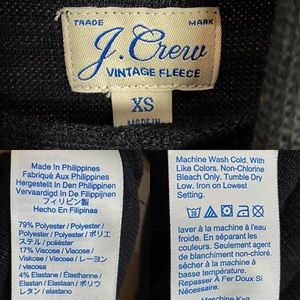 TRADE MARK
J.Crew
VINTAGE FLEECE
XS
MADE IN
Made In Philippines
Fabriqué Aux Philippines
Hergestellt In Den Philippinen
Vervaardigd In De Filipijnen
フィリピン製
Hecho En Filipinas
79% Polyester / Polyester /
Polyester / Polyester / ポリエ
ステル / poliéster
17% Viscose / Viscose /
Viskose / Viscose / レーヨン
/ viscosa
4% Elastane / Élasthanne /
Elastan / Elastaan / ポリウ
レタン / elastano
Machine Wash Cold. With
Like Colors. Non-Chlorine
Bleach Only. Tumble Dry
Low. Iron on Lowest
Setting.
laver à la machine à l'eau
froide. En séparant les
couleurs. Seulement agent
de blanchiment non-chloré.
sécher à la machine à
basse température.
Repasser À Fer Doux Si
Nécessaire.